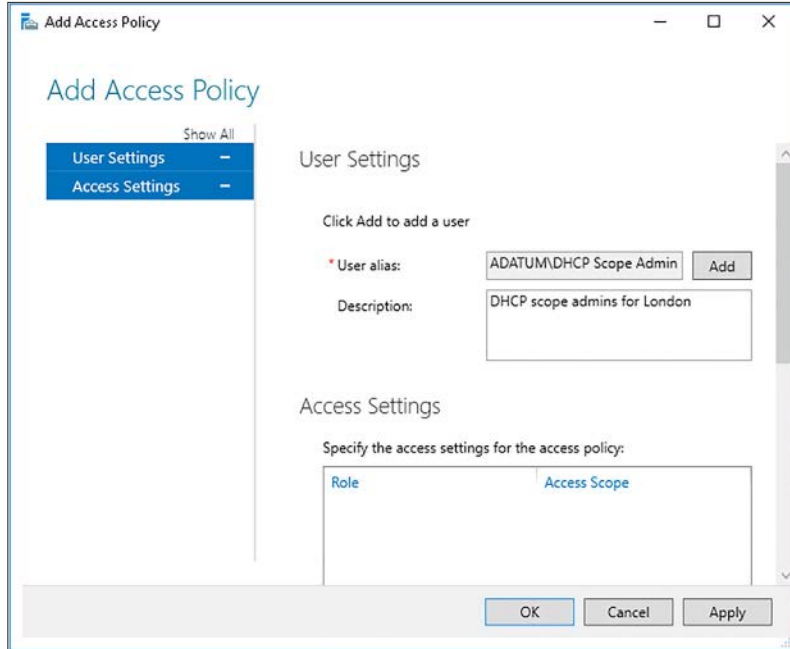 Add Access Policy
Add Access Policy
Show All
User Settings
Access Settings
User Settings
Click Add to add a user
* User alias: ADATUM\DHCP Scope Admin Add
Description: DHCP scope admins for London
Access Settings
Specify the access settings for the access policy:
Role Access Scope
OK Cancel Apply